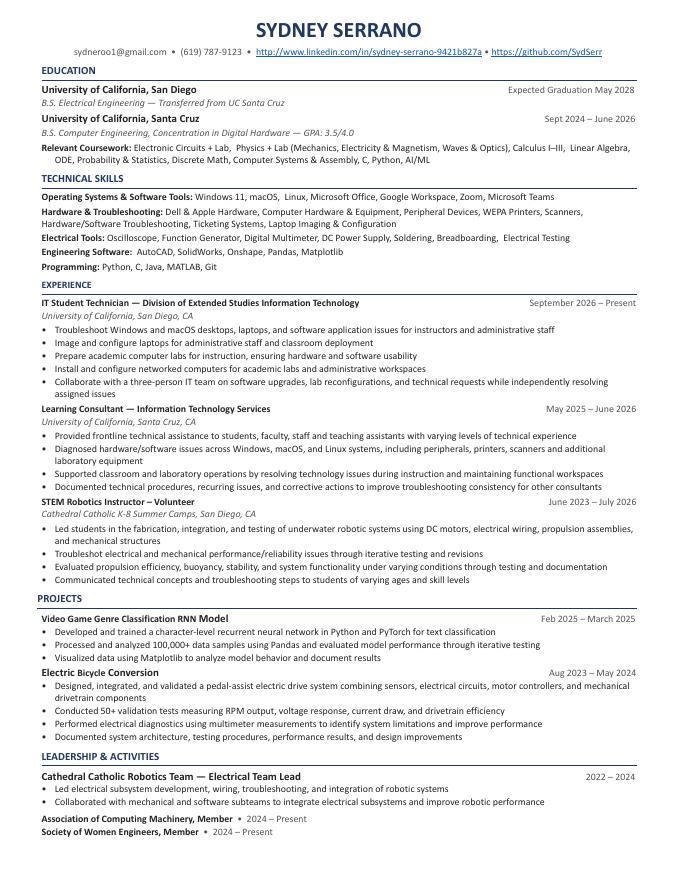 SYDNEY SERRANO
sydneroo1@gmail.com • (619) 787-9123 • http://www.linkedin.com/in/sydney-serrano-9421b827a • https://github.com/SydSerr
EDUCATION
University of California, San Diego Expected Graduation May 2028
B.S. Electrical Engineering — Transferred from UC Santa Cruz
University of California, Santa Cruz Sept 2024 – June 2026
B.S. Computer Engineering, Concentration in Digital Hardware — GPA: 3.5/4.0
Relevant Coursework: Electronic Circuits + Lab, Physics + Lab (Mechanics, Electricity & Magnetism, Waves & Optics), Calculus I–III, Linear Algebra,
ODE, Probability & Statistics, Discrete Math, Computer Systems & Assembly, C, Python, AI/ML
TECHNICAL SKILLS
Operating Systems & Software Tools: Windows 11, macOS, Linux, Microsoft Office, Google Workspace, Zoom, Microsoft Teams
Hardware & Troubleshooting: Dell & Apple Hardware, Computer Hardware & Equipment, Peripheral Devices, WEPA Printers, Scanners,
Hardware/Software Troubleshooting, Ticketing Systems, Laptop Imaging & Configuration
Electrical Tools: Oscilloscope, Function Generator, Digital Multimeter, DC Power Supply, Soldering, Breadboarding, Electrical Testing
Engineering Software: AutoCAD, SolidWorks, Onshape, Pandas, Matplotlib
Programming: Python, C, Java, MATLAB, Git
EXPERIENCE
IT Student Technician — Division of Extended Studies Information Technology September 2026 – Present
University of California, San Diego, CA
• Troubleshoot Windows and macOS desktops, laptops, and software application issues for instructors and administrative staff
• Image and configure laptops for administrative staff and classroom deployment
• Prepare academic computer labs for instruction, ensuring hardware and software usability
• Install and configure networked computers for academic labs and administrative workspaces
• Collaborate with a three-person IT team on software upgrades, lab reconfigurations, and technical requests while independently resolving
assigned issues
Learning Consultant — Information Technology Services May 2025 – June 2026
University of California, Santa Cruz, CA
• Provided frontline technical assistance to students, faculty, staff and teaching assistants with varying levels of technical experience
• Diagnosed hardware/software issues across Windows, macOS, and Linux systems, including peripherals, printers, scanners and additional
laboratory equipment
• Supported classroom and laboratory operations by resolving technology issues during instruction and maintaining functional workspaces
• Documented technical procedures, recurring issues, and corrective actions to improve troubleshooting consistency for other consultants
STEM Robotics Instructor – Volunteer June 2023 – July 2026
Cathedral Catholic K-8 Summer Camps, San Diego, CA
• Led students in the fabrication, integration, and testing of underwater robotic systems using DC motors, electrical wiring, propulsion assemblies,
and mechanical structures
• Troubleshot electrical and mechanical performance/reliability issues through iterative testing and revisions
• Evaluated propulsion efficiency, buoyancy, stability, and system functionality under varying conditions through testing and documentation
• Communicated technical concepts and troubleshooting steps to students of varying ages and skill levels
PROJECTS
Video Game Genre Classification RNN Model Feb 2025 – March 2025
• Developed and trained a character-level recurrent neural network in Python and PyTorch for text classification
• Processed and analyzed 100,000+ data samples using Pandas and evaluated model performance through iterative testing
• Visualized data using Matplotlib to analyze model behavior and document results
Electric Bicycle Conversion Aug 2023 – May 2024
• Designed, integrated, and validated a pedal-assist electric drive system combining sensors, electrical circuits, motor controllers, and mechanical
drivetrain components
• Conducted 50+ validation tests measuring RPM output, voltage response, current draw, and drivetrain efficiency
• Performed electrical diagnostics using multimeter measurements to identify system limitations and improve performance
• Documented system architecture, testing procedures, performance results, and design improvements
LEADERSHIP & ACTIVITIES
Cathedral Catholic Robotics Team — Electrical Team Lead 2022 – 2024
• Led electrical subsystem development, wiring, troubleshooting, and integration of robotic systems
• Collaborated with mechanical and software subteams to integrate electrical subsystems and improve robotic performance
Association of Computing Machinery, Member • 2024 – Present
Society of Women Engineers, Member • 2024 – Present